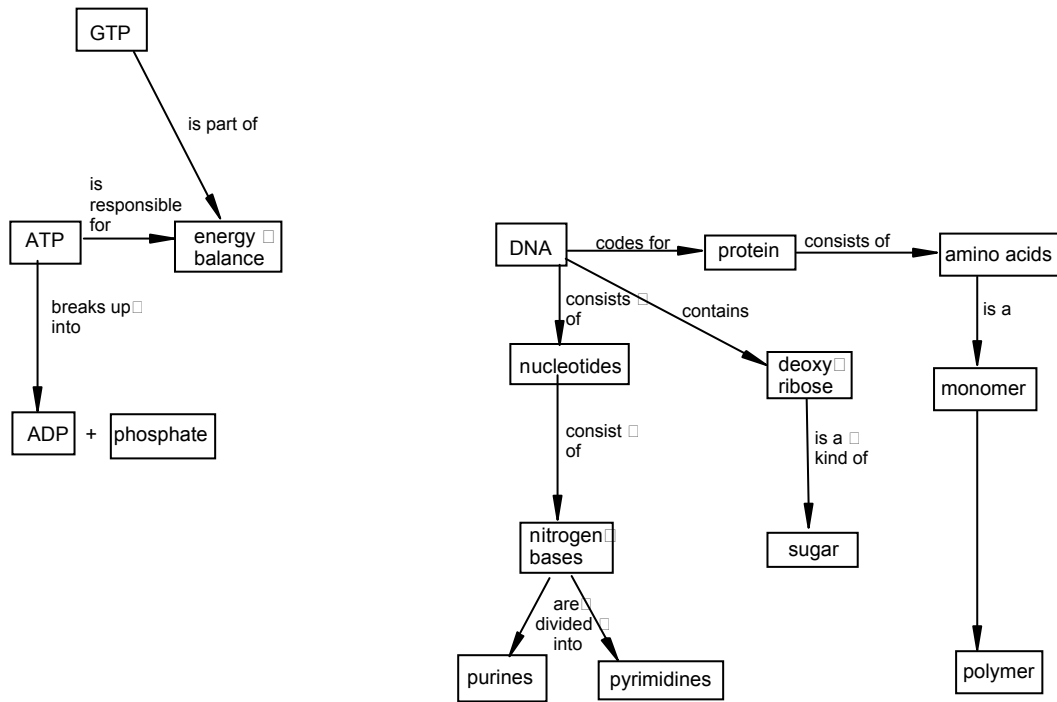 GTP
is part of
is
responsible
for
ATP
energy
balance
breaks up
into
ADP
+
phosphate
DNA
codes for
protein
consists of
amino acids
consists
of
contains
is a
nucleotides
deoxy
ribose
monomer
consist
of
is a
kind of
nitrogen
bases
sugar
are
divided
into
purines
pyrimidines
polymer